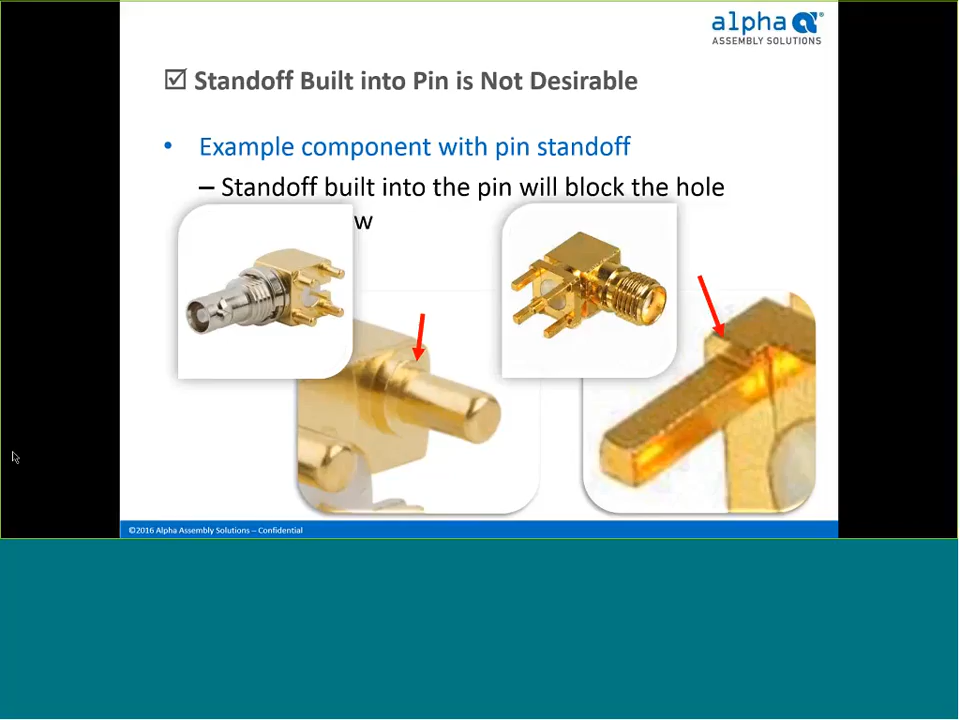 alpha a®
ASSEMBLY SOLUTIONS
Standoff Built into Pin is Not Desirable
• Example component with pin standoff
– Standoff built into the pin will block the hole
w
©2016 Alpha Assembly Solutions – Confidential